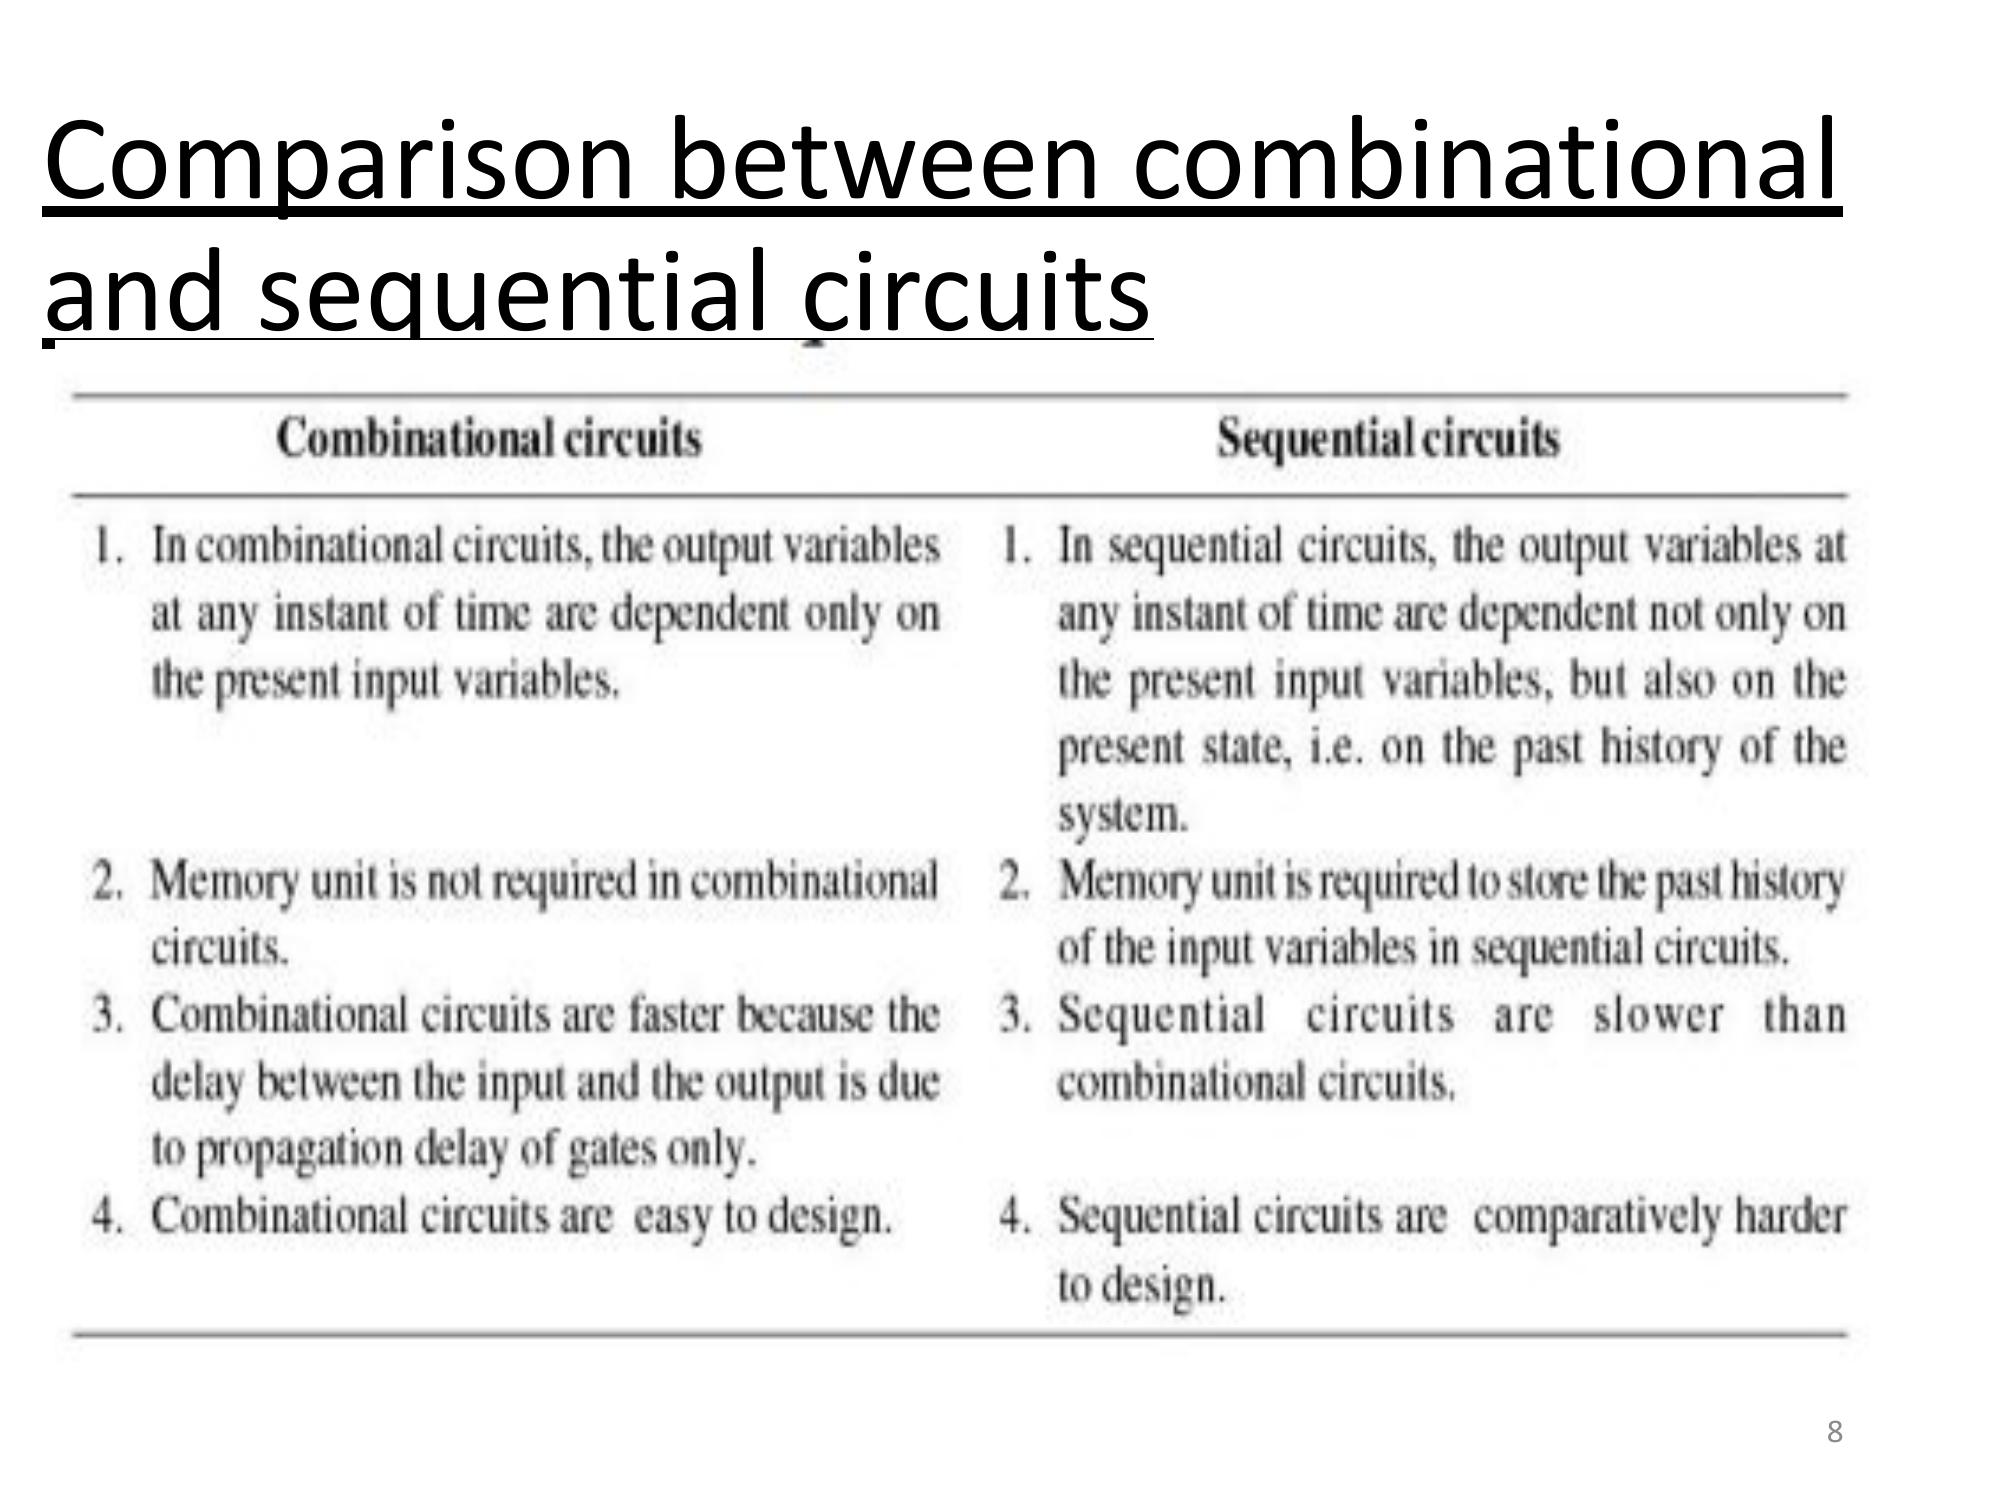 Comparison between combinational
and sequential circuits
Combinational circuits
Sequential circuits
1. In combinational circuits, the output variables
at any instant of time are dependent only on
the present input variables.
1. In sequential circuits, the output variables at
any instant of time are dependent not only on
the present input variables, but also on the
present state, i.e. on the past history of the
system.
2. Memory unit is not required in combinational
circuits.
2. Memory unit is required to store the past history
of the input variables in sequential circuits.
3. Combinational circuits are faster because the
delay between the input and the output is due
to propagation delay of gates only.
3. Sequential circuits are slower than
combinational circuits.
4. Combinational circuits are easy to design.
4. Sequential circuits are comparatively harder
to design.
8